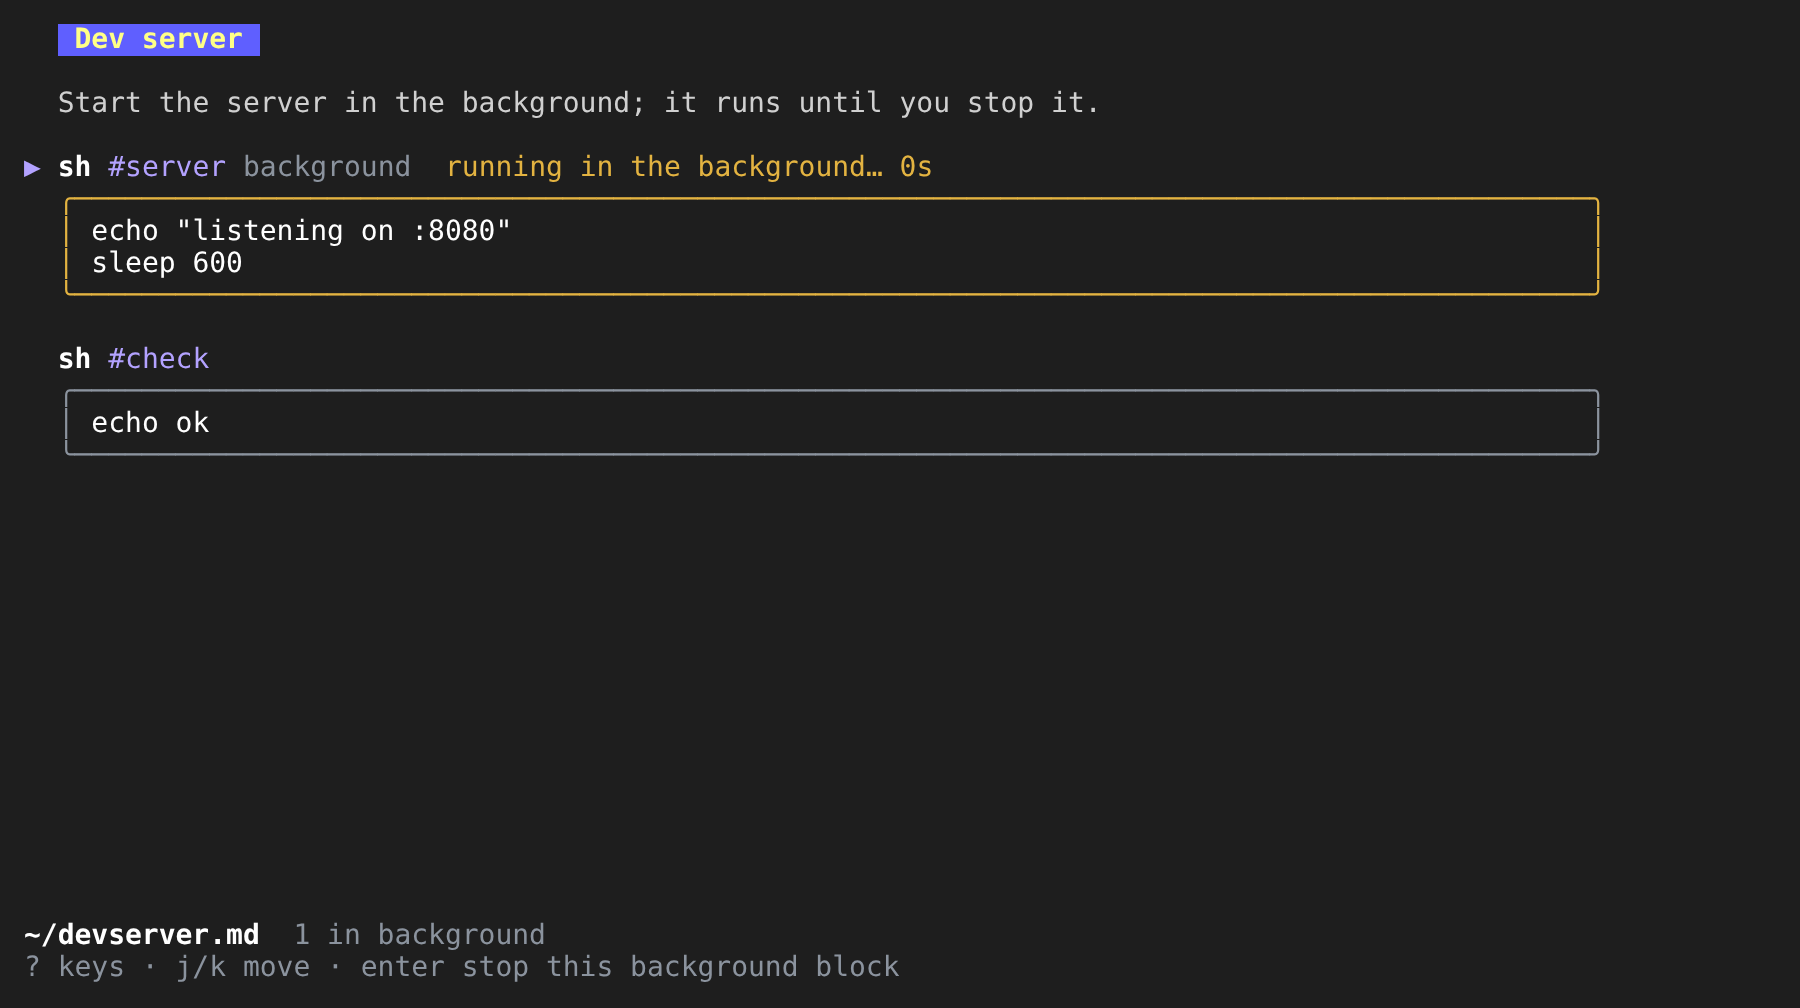 Dev server
Start the server in the background; it runs until you stop it.
▶ sh #server background  running in the background… 0s
echo "listening on :8080"
sleep 600
sh #check
echo ok
~/devserver.md  1 in background
? keys · j/k move · enter stop this background block